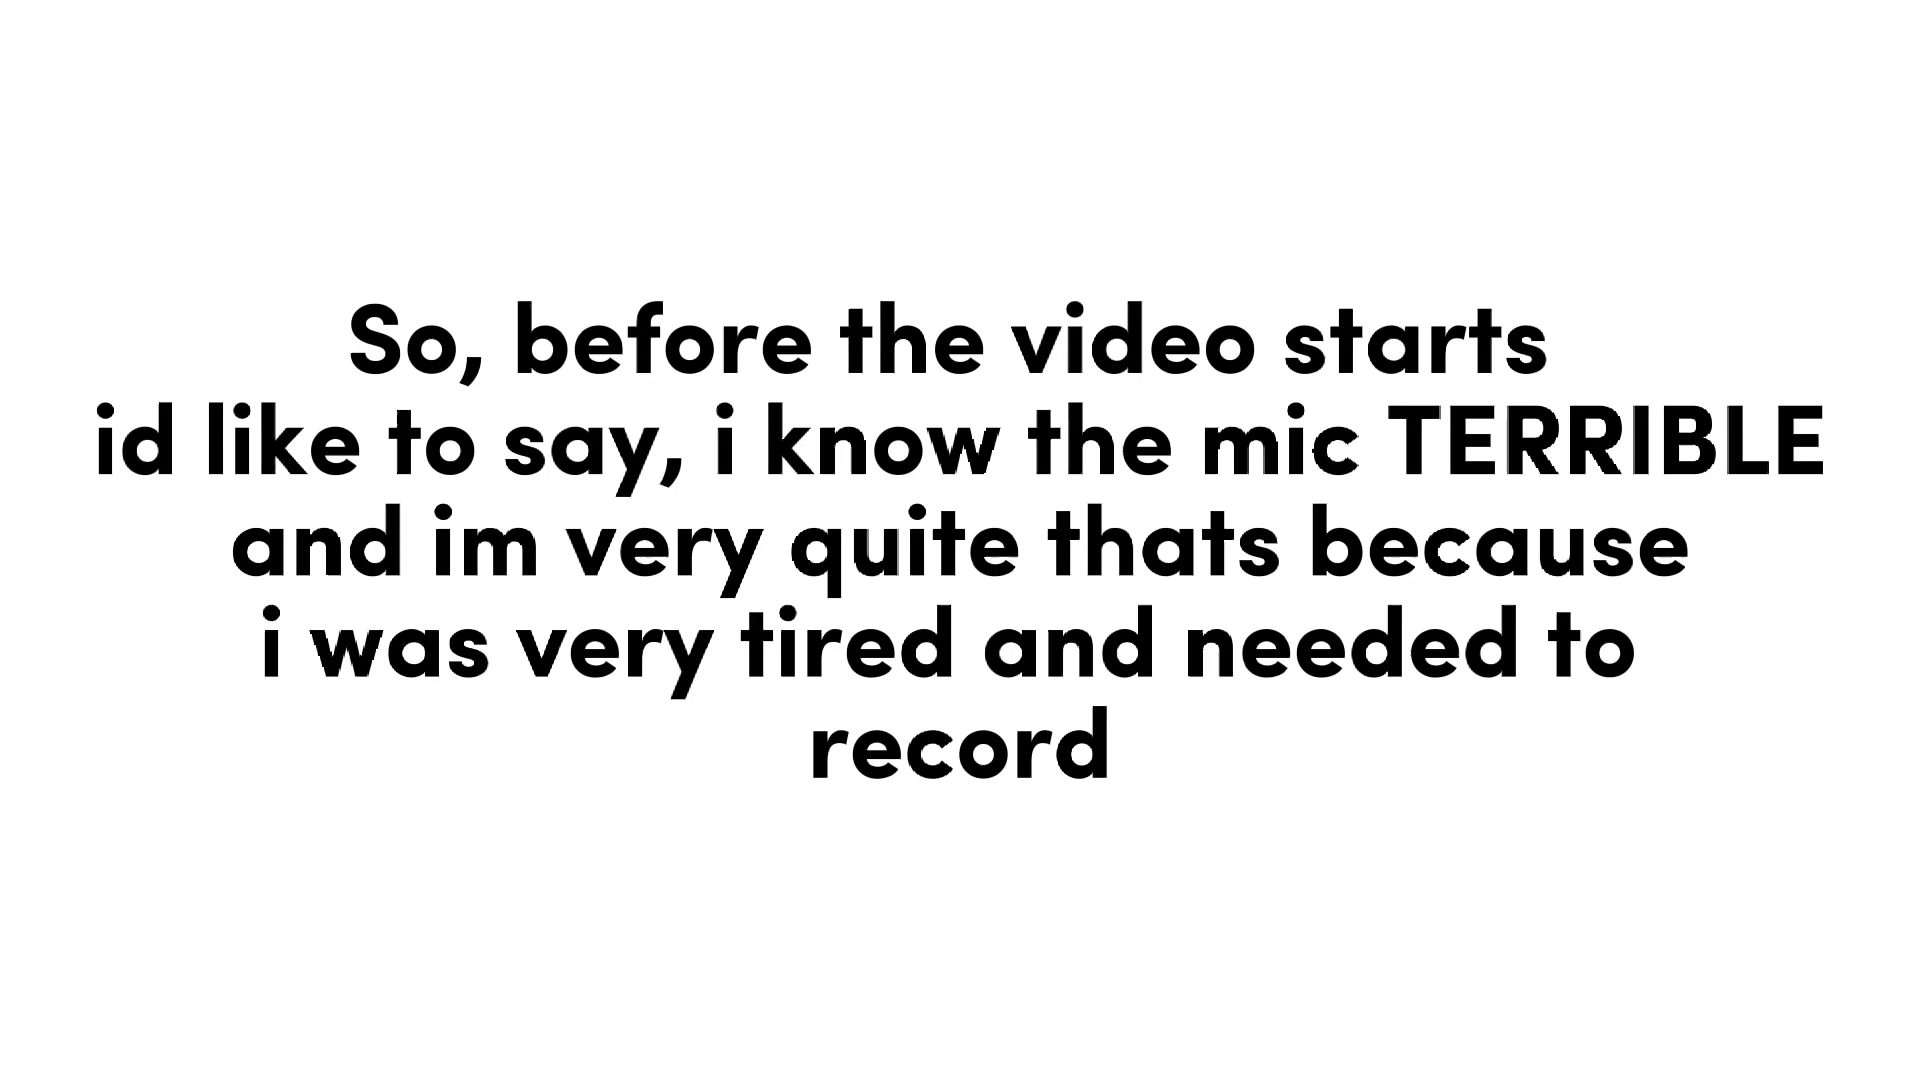 So, before the video starts
id like to say, i know the mic TERRIBLE
and im very quite thats because
i was very tired and needed to
record